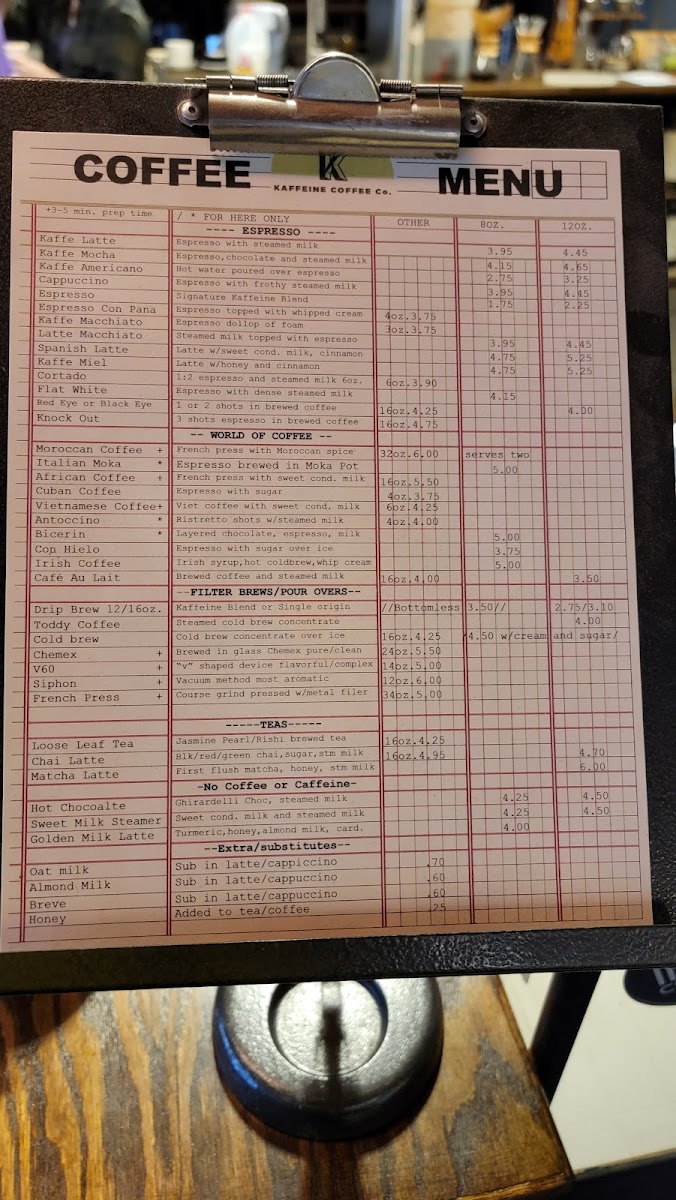 COFFEE K KAFFEINE COFFEE Co. MENU
+3-5 min. prep time / * FOR HERE ONLY OTHER 8OZ. 12OZ.
---- ESPRESSO ----
Kaffe Latte Espresso with steamed milk 3.95 4.45
Kaffe Mocha Espresso,chocolate and steamed milk 4.15 4.65
Kaffe Americano Hot water poured over espresso 2.75 3.25
Cappuccino Espresso with frothy steamed milk 3.95 4.45
Espresso Signature Kaffeine Blend 1.75 2.25
Espresso Con Pana Espresso topped with whipped cream 4oz.3.75
Kaffe Macchiato Espresso dollop of foam 3oz.3.75
Latte Macchiato Steamed milk topped with espresso 3.95 4.45
Spanish Latte Latte w/sweet cond. milk, cinnamon 4.75 5.25
Kaffe Miel Latte w/honey and cinnamon 4.75 5.25
Cortado 1:2 espresso and steamed milk 6oz. 6oz.3.90
Flat White Espresso with dense steamed milk 4.15
Red Eye or Black Eye 1 or 2 shots in brewed coffee 16oz.4.25 4.00
Knock Out 3 shots espresso in brewed coffee 16oz.4.75
-- WORLD OF COFFEE --
Moroccan Coffee + French press with Moroccan spice 32oz.6.00 serves two
Italian Moka * Espresso brewed in Moka Pot 5.00
African Coffee + French press with sweet cond. milk 16oz.5.50
Cuban Coffee Espresso with sugar 4oz.3.75
Vietnamese Coffee+ Viet coffee with sweet cond. milk 6oz.4.25
Antoccino * Ristretto shots w/steamed milk 4oz.4.00
Bicerin * Layered chocolate, espresso, milk 5.00
Con Hielo Espresso with sugar over ice 3.75
Irish Coffee Irish syrup,hot coldbrew,whip cream 5.00
Café Au Lait Brewed coffee and steamed milk 16oz.4.00 3.50
--FILTER BREWS/POUR OVERS--
Drip Brew 12/16oz. Kaffeine Blend or Single origin //Bottomless 3.50// 2.75/3.10
Toddy Coffee Steamed cold brew concentrate 4.00
Cold brew Cold brew concentrate over ice 16oz.4.25 /4.50 w/cream and sugar/
Chemex + Brewed in glass Chemex pure/clean 24oz.5.50
V60 + "v" shaped device flavorful/complex 14oz.5.00
Siphon + Vacuum method most aromatic 12oz.6.00
French Press + Course grind pressed w/metal filer 34oz.5.00
-----TEAS-----
Loose Leaf Tea Jasmine Pearl/Rishi brewed tea 16oz.4.25
Chai Latte Blk/red/green chai,sugar,stm milk 16oz.4.95 4.70
Matcha Latte First flush matcha, honey, stm milk 6.00
-No Coffee or Caffeine-
Hot Chocoalte Ghirardelli Choc, steamed milk 4.25 4.50
Sweet Milk Steamer Sweet cond. milk and steamed milk 4.25 4.50
Golden Milk Latte Turmeric,honey,almond milk, card. 4.00
--Extra/substitutes--
Oat milk Sub in latte/cappiccino .70
Almond Milk Sub in latte/cappuccino .60
Breve Sub in latte/cappuccino .60
Honey Added to tea/coffee .25